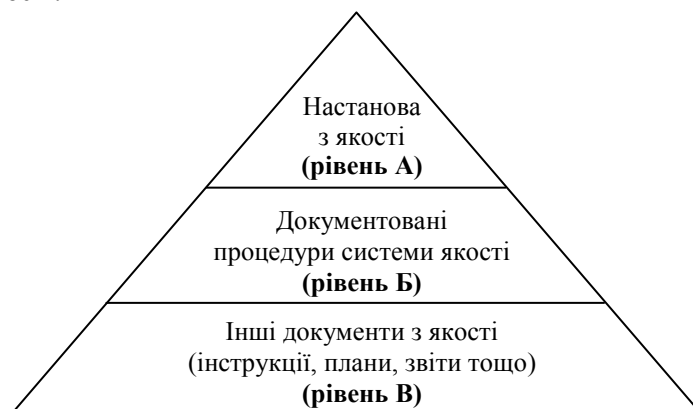 Настанова
з якості
(рівень А)
Документовані
процедури системи якості
(рівень Б)
Інші документи з якості
(інструкції, плани, звіти тощо)
(рівень В)